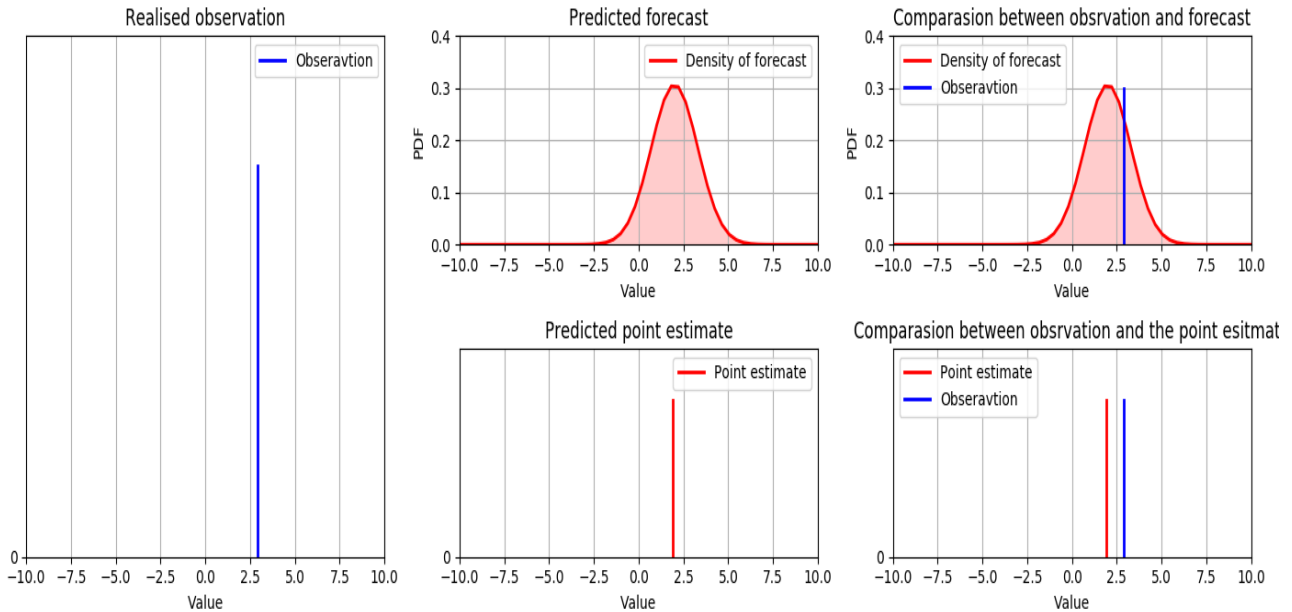 Realised observation
Obseravtion
0
−10.0 −7.5 −5.0 −2.5 0.0 2.5 5.0 7.5 10.0
Value
Predicted forecast
Density of forecast
PDF
0.4
0.3
0.2
0.1
0.0
−10.0 −7.5 −5.0 −2.5 0.0 2.5 5.0 7.5 10.0
Value
Comparasion between obsrvation and forecast
Density of forecast
Obseravtion
PDF
0.4
0.3
0.2
0.1
0.0
−10.0 −7.5 −5.0 −2.5 0.0 2.5 5.0 7.5 10.0
Value
Predicted point estimate
Point estimate
0
−10.0 −7.5 −5.0 −2.5 0.0 2.5 5.0 7.5 10.0
Value
Comparasion between obsrvation and the point esitmat
Point estimate
Obseravtion
0
−10.0 −7.5 −5.0 −2.5 0.0 2.5 5.0 7.5 10.0
Value